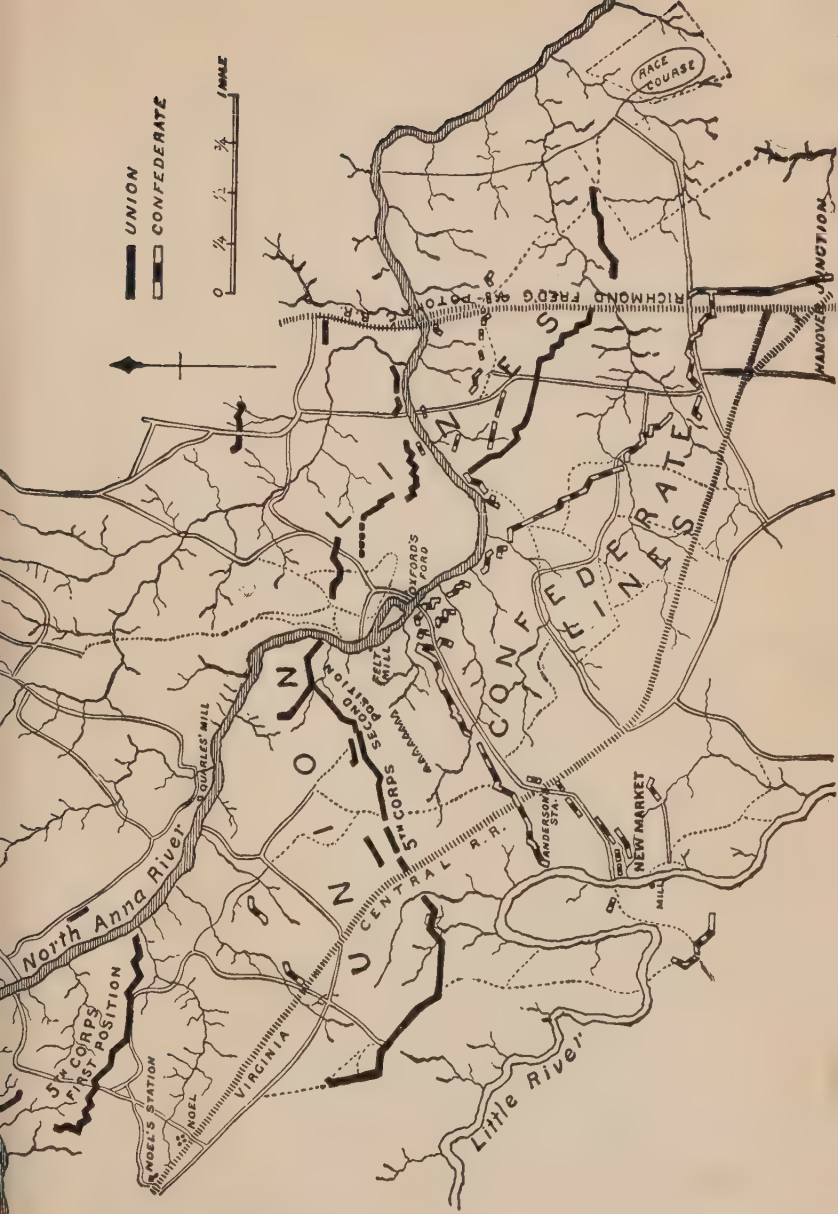 UNION
CONFEDERATE
0 ¼ ½ ¾ 1 MILE
RACE
COURSE
RICHMOND FRED'G & POTOMAC
HANOVER JUNCTION
UNION LINES
CONFEDERATE
LINES
OXFORD'S
FORD
FELT
MILL
QUARLES' MILL
North Anna River
5TH CORPS
SECOND
POSITION
5TH CORPS
FIRST POSITION
NOEL'S STATION
NOEL
VIRGINIA CENTRAL R.R.
ANDERSON'S
STA.
NEW MARKET
MILL
Little River